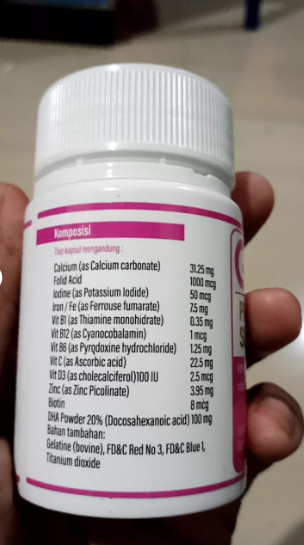 Komposisi
Tiap kapsul mengandung :
Calcium (as Calcium carbonate) 31.25 mg
Folid Acid 1000 mcg
Iodine (as Potassium Iodide) 50 mcg
Iron / Fe (as Ferrouse fumarate) 7.5 mg
Vit B1 (as Thiamine monohidrate) 0.35 mg
Vit B12 (as Cyanocobalamin) 1 mcg
Vit B6 (as Pyrodoxine hydrochloride) 1.25 mg
Vit C (as Ascorbic acid) 22.5 mg
Vit D3 (as cholecalciferol)100 IU 2.5 mcg
Zinc (as Zinc Picolinate) 3.95 mg
Biotin 8 mcg
DHA Powder 20% (Docosahexanoic acid) 100 mg
Bahan tambahan:
Gelatine (bovine), FD&C Red No 3, FD&C Blue 1,
Titanium dioxide